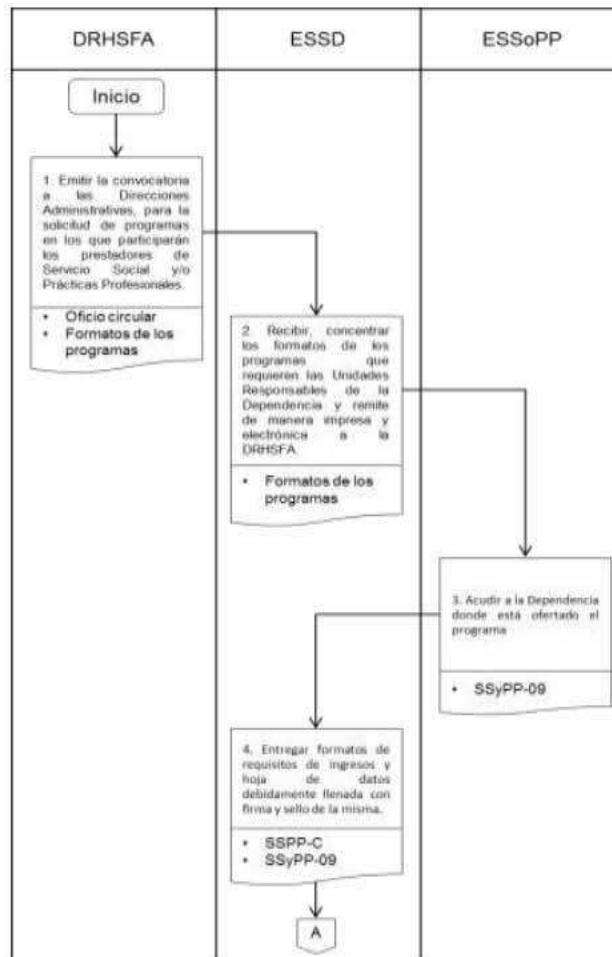 DRHSFA
ESSD
ESSoPP
Inicio
1. Emitir la convocatoria
a las Direcciones
Administrativas, para la
solicitud de programas
en los que participarán
los prestadores de
Servicio Social y/o
Prácticas Profesionales.
• Oficio circular
• Formatos de los
programas
2. Recibir, concentrar
los formatos de los
programas que
requieren las Unidades
Responsables de la
Dependencia y remite
de manera impresa y
electrónica a la
DRHSFA.
• Formatos de los
programas
3. Acudir a la Dependencia
donde está ofertado el
programa
• SSyPP-09
4. Entregar formatos de
requisitos de ingresos y
hoja de datos
debidamente llenada con
firma y sello de la misma.
• SSPP-C
• SSyPP-09
A